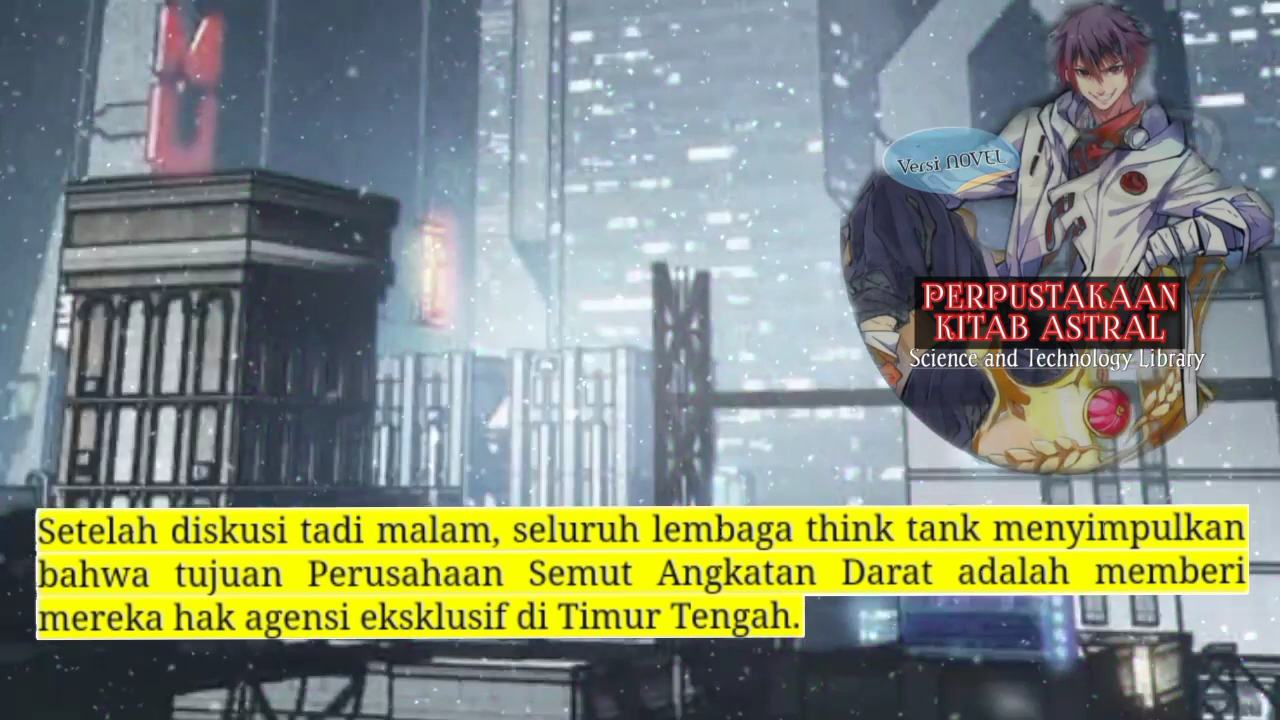 MU
Versi NOVEL
PERPUSTAKAAN
KITAB ASTRAL
Science and Technology Library
Setelah diskusi tadi malam, seluruh lembaga think tank menyimpulkan
bahwa tujuan Perusahaan Semut Angkatan Darat adalah memberi
mereka hak agensi eksklusif di Timur Tengah.